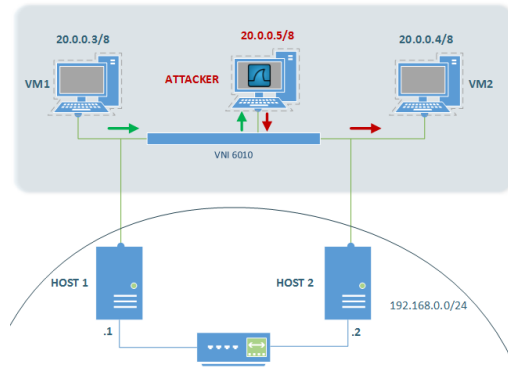 20.0.0.3/8
20.0.0.5/8
20.0.0.4/8
VM1
ATTACKER
VM2
VNI 6010
HOST 1
HOST 2
192.168.0.0/24
.1
.2